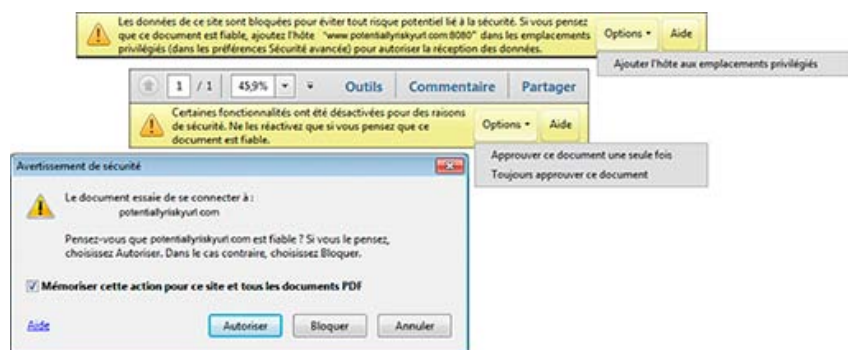 Les données de ce site sont bloquées pour éviter tout risque potentiel lié à la sécurité. Si vous pensez
que ce document est fiable, ajoutez l'hôte "www potentiallyriskyurl com:8080" dans les emplacements
privilégiés (dans les préférences Sécurité avancée) pour autoriser la réception des données.
Options
Aide
Ajouter l'hôte aux emplacements privilégiés
1 / 1
45,9%
Outils
Commentaire
Partager
Certaines fonctionnalités ont été désactivées pour des raisons
de sécurité. Ne les réactivez que si vous pensez que ce
document est fiable.
Options
Aide
Approuver ce document une seule fois
Toujours approuver ce document
Avertissement de sécurité
Le document essaie de se connecter à :
potentiallyriskyurl com
Pensez-vous que potentiallyriskyurl com est fiable ? Si vous le pensez,
choisissez Autoriser. Dans le cas contraire, choisissez Bloquer.
Mémoriser cette action pour ce site et tous les documents PDF
Aide
Autoriser
Bloquer
Annuler